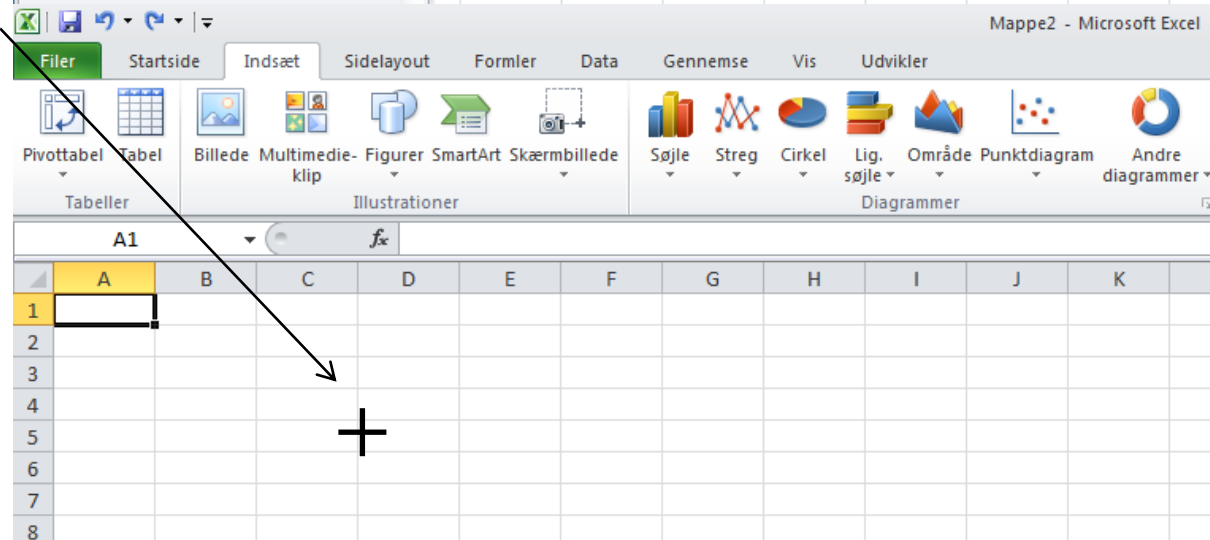 Mappe2 - Microsoft Excel
Filer Startside Indsæt Sidelayout Formler Data Gennemse Vis Udvikler
Pivottabel Tabel Billede Multimedie- Figurer SmartArt Skærmbillede Søjle Streg Cirkel Lig. Område Punktdiagram Andre
klip søjle diagrammer
Tabeller Illustrationer Diagrammer
A1 fx
A B C D E F G H I J K
1
2
3
4
5
6
7
8